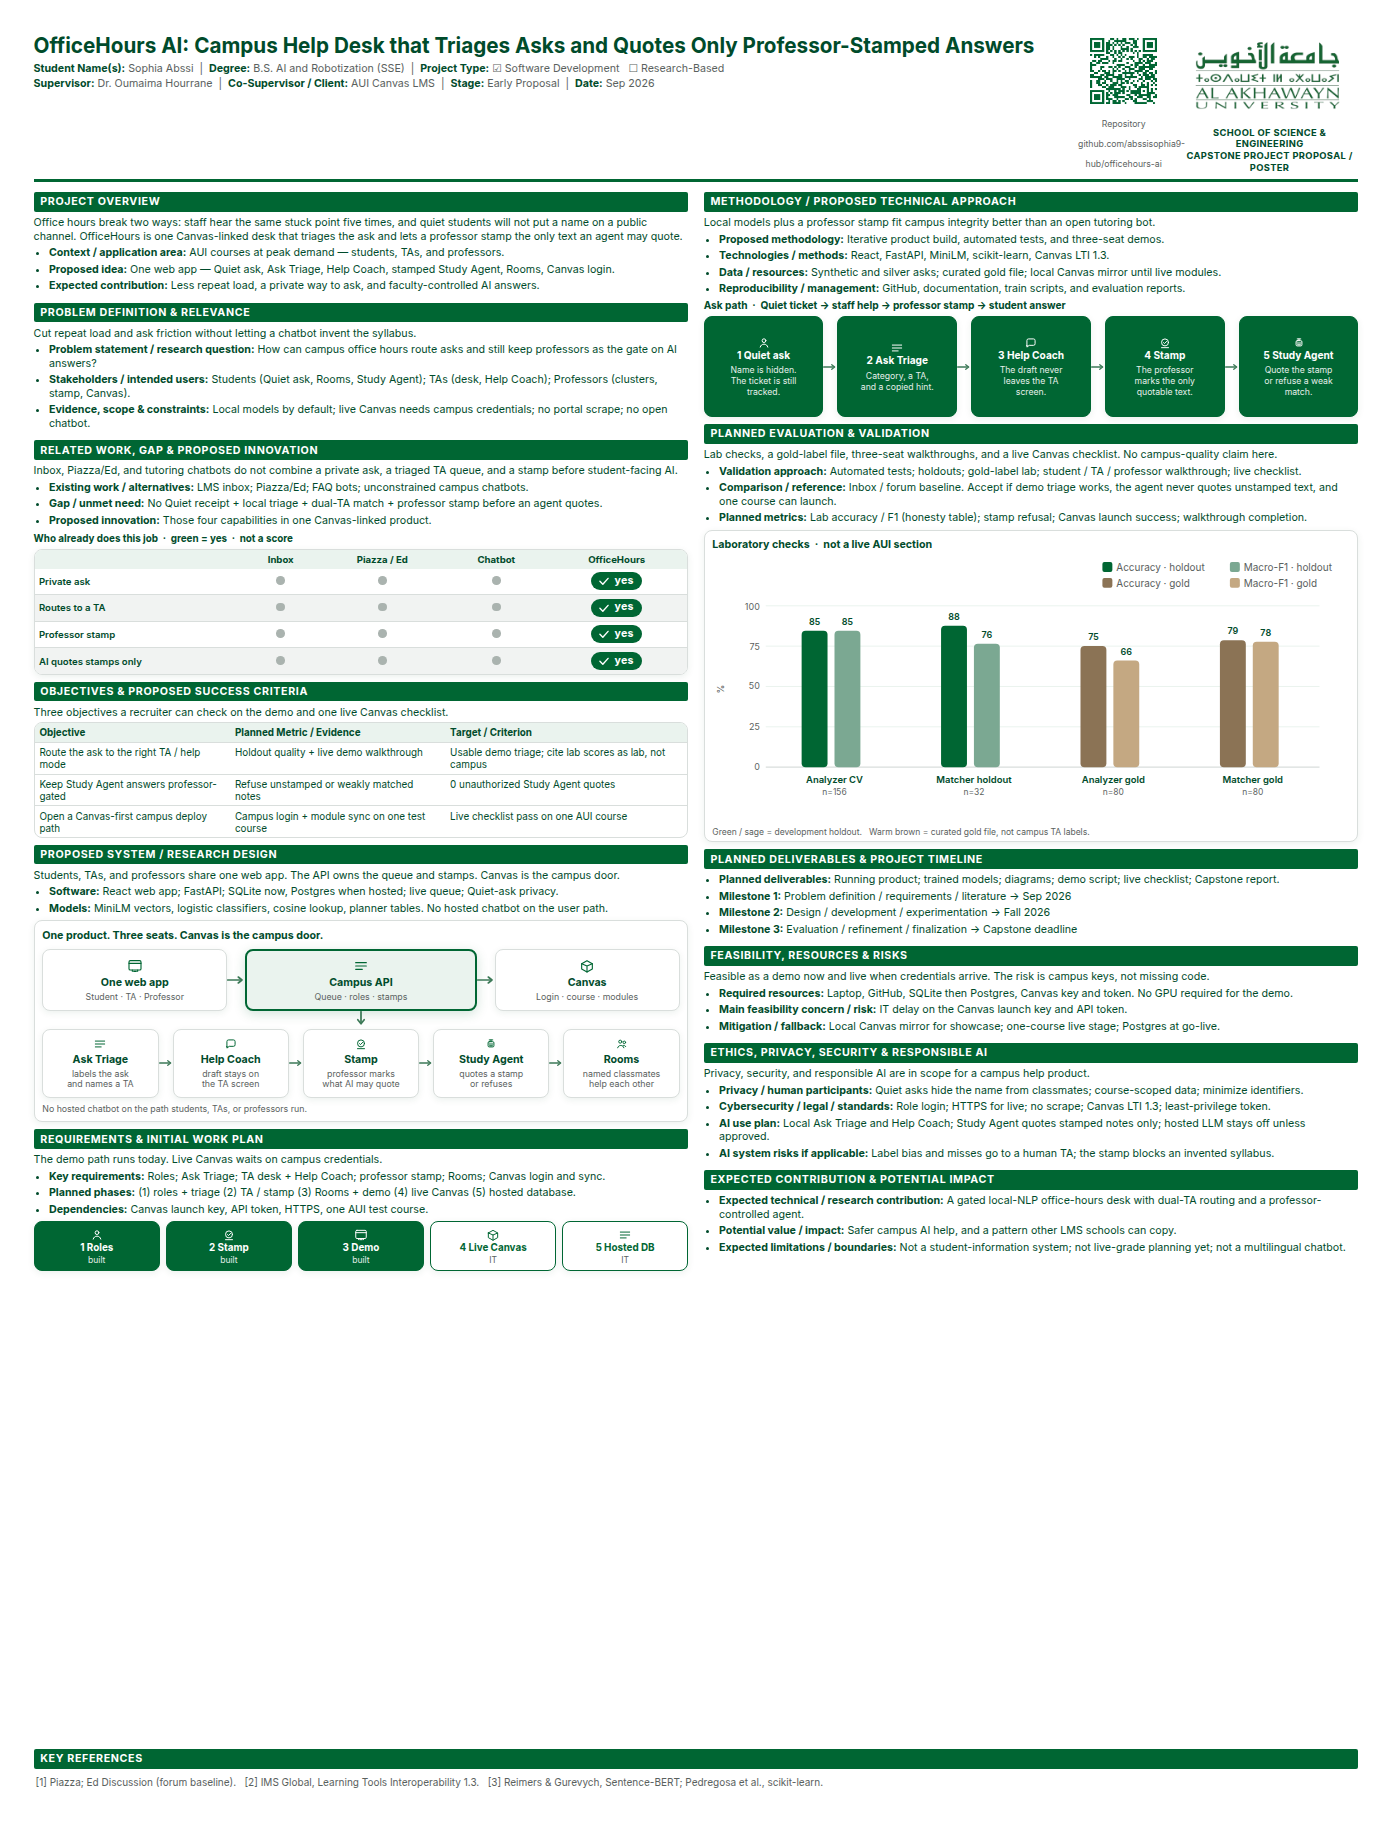 OfficeHours AI: Campus Help Desk that Triages Asks and Quotes Only Professor-Stamped Answers
Student Name(s): Sophia Abssi | Degree: B.S. AI and Robotization (SSE) | Project Type: ☑ Software Development ☐ Research-Based
Supervisor: Dr. Oumaima Hourrane | Co-Supervisor / Client: AUI Canvas LMS | Stage: Early Proposal | Date: Sep 2026
Repository
github.com/abssisophia9-
hub/officehours-ai
جامعة الأخوين
AL AKHAWAYN
UNIVERSITY
SCHOOL OF SCIENCE &
ENGINEERING
CAPSTONE PROJECT PROPOSAL /
POSTER
PROJECT OVERVIEW
Office hours break two ways: staff hear the same stuck point five times, and quiet students will not put a name on a public
channel. OfficeHours is one Canvas-linked desk that triages the ask and lets a professor stamp the only text an agent may quote.
• Context / application area: AUI courses at peak demand — students, TAs, and professors.
• Proposed idea: One web app — Quiet ask, Ask Triage, Help Coach, stamped Study Agent, Rooms, Canvas login.
• Expected contribution: Less repeat load, a private way to ask, and faculty-controlled AI answers.
PROBLEM DEFINITION & RELEVANCE
Cut repeat load and ask friction without letting a chatbot invent the syllabus.
• Problem statement / research question: How can campus office hours route asks and still keep professors as the gate on AI
answers?
• Stakeholders / intended users: Students (Quiet ask, Rooms, Study Agent); TAs (desk, Help Coach); Professors (clusters,
stamp, Canvas).
• Evidence, scope & constraints: Local models by default; live Canvas needs campus credentials; no portal scrape; no open
chatbot.
RELATED WORK, GAP & PROPOSED INNOVATION
Inbox, Piazza/Ed, and tutoring chatbots do not combine a private ask, a triaged TA queue, and a stamp before student-facing AI.
• Existing work / alternatives: LMS inbox; Piazza/Ed; FAQ bots; unconstrained campus chatbots.
• Gap / unmet need: No Quiet receipt + local triage + dual-TA match + professor stamp before an agent quotes.
• Proposed innovation: Those four capabilities in one Canvas-linked product.
Who already does this job · green = yes · not a score
Inbox Piazza / Ed Chatbot OfficeHours
Private ask yes
Routes to a TA yes
Professor stamp yes
AI quotes stamps only yes
OBJECTIVES & PROPOSED SUCCESS CRITERIA
Three objectives a recruiter can check on the demo and one live Canvas checklist.
Objective Planned Metric / Evidence Target / Criterion
Route the ask to the right TA / help mode Holdout quality + live demo walkthrough Usable demo triage; cite lab scores as lab, not campus
Keep Study Agent answers professor-gated Refuse unstamped or weakly matched notes 0 unauthorized Study Agent quotes
Open a Canvas-first campus deploy path Campus login + module sync on one test course Live checklist pass on one AUI course
PROPOSED SYSTEM / RESEARCH DESIGN
Students, TAs, and professors share one web app. The API owns the queue and stamps. Canvas is the campus door.
• Software: React web app; FastAPI; SQLite now, Postgres when hosted; live queue; Quiet-ask privacy.
• Models: MiniLM vectors, logistic classifiers, cosine lookup, planner tables. No hosted chatbot on the user path.
One product. Three seats. Canvas is the campus door.
One web app
Student · TA · Professor
Campus API
Queue · roles · stamps
Canvas
Login · course · modules
Ask Triage
labels the ask
and names a TA
Help Coach
draft stays on
the TA screen
Stamp
professor marks
what AI may quote
Study Agent
quotes a stamp
or refuses
Rooms
named classmates
help each other
No hosted chatbot on the path students, TAs, or professors run.
REQUIREMENTS & INITIAL WORK PLAN
The demo path runs today. Live Canvas waits on campus credentials.
• Key requirements: Roles; Ask Triage; TA desk + Help Coach; professor stamp; Rooms; Canvas login and sync.
• Planned phases: (1) roles + triage (2) TA / stamp (3) Rooms + demo (4) live Canvas (5) hosted database.
• Dependencies: Canvas launch key, API token, HTTPS, one AUI test course.
1 Roles
built
2 Stamp
built
3 Demo
built
4 Live Canvas
IT
5 Hosted DB
IT
METHODOLOGY / PROPOSED TECHNICAL APPROACH
Local models plus a professor stamp fit campus integrity better than an open tutoring bot.
• Proposed methodology: Iterative product build, automated tests, and three-seat demos.
• Technologies / methods: React, FastAPI, MiniLM, scikit-learn, Canvas LTI 1.3.
• Data / resources: Synthetic and silver asks; curated gold file; local Canvas mirror until live modules.
• Reproducibility / management: GitHub, documentation, train scripts, and evaluation reports.
Ask path · Quiet ticket → staff help → professor stamp → student answer
1 Quiet ask
Name is hidden.
The ticket is still
tracked.
2 Ask Triage
Category, a TA,
and a copied hint.
3 Help Coach
The draft never
leaves the TA
screen.
4 Stamp
The professor
marks the only
quotable text.
5 Study Agent
Quote the stamp
or refuse a weak
match.
PLANNED EVALUATION & VALIDATION
Lab checks, a gold-label file, three-seat walkthroughs, and a live Canvas checklist. No campus-quality claim here.
• Validation approach: Automated tests; holdouts; gold-label lab; student / TA / professor walkthrough; live checklist.
• Comparison / reference: Inbox / forum baseline. Accept if demo triage works, the agent never quotes unstamped text, and
one course can launch.
• Planned metrics: Lab accuracy / F1 (honesty table); stamp refusal; Canvas launch success; walkthrough completion.
Laboratory checks · not a live AUI section
Accuracy · holdout Macro-F1 · holdout
Accuracy · gold Macro-F1 · gold
%
100
75
50
25
0
85 85 88 76 75 66 79 78
Analyzer CV Matcher holdout Analyzer gold Matcher gold
n=156 n=32 n=80 n=80
Green / sage = development holdout. Warm brown = curated gold file, not campus TA labels.
PLANNED DELIVERABLES & PROJECT TIMELINE
• Planned deliverables: Running product; trained models; diagrams; demo script; live checklist; Capstone report.
• Milestone 1: Problem definition / requirements / literature → Sep 2026
• Milestone 2: Design / development / experimentation → Fall 2026
• Milestone 3: Evaluation / refinement / finalization → Capstone deadline
FEASIBILITY, RESOURCES & RISKS
Feasible as a demo now and live when credentials arrive. The risk is campus keys, not missing code.
• Required resources: Laptop, GitHub, SQLite then Postgres, Canvas key and token. No GPU required for the demo.
• Main feasibility concern / risk: IT delay on the Canvas launch key and API token.
• Mitigation / fallback: Local Canvas mirror for showcase; one-course live stage; Postgres at go-live.
ETHICS, PRIVACY, SECURITY & RESPONSIBLE AI
Privacy, security, and responsible AI are in scope for a campus help product.
• Privacy / human participants: Quiet asks hide the name from classmates; course-scoped data; minimize identifiers.
• Cybersecurity / legal / standards: Role login; HTTPS for live; no scrape; Canvas LTI 1.3; least-privilege token.
• AI use plan: Local Ask Triage and Help Coach; Study Agent quotes stamped notes only; hosted LLM stays off unless
approved.
• AI system risks if applicable: Label bias and misses go to a human TA; the stamp blocks an invented syllabus.
EXPECTED CONTRIBUTION & POTENTIAL IMPACT
• Expected technical / research contribution: A gated local-NLP office-hours desk with dual-TA routing and a professor-
controlled agent.
• Potential value / impact: Safer campus AI help, and a pattern other LMS schools can copy.
• Expected limitations / boundaries: Not a student-information system; not live-grade planning yet; not a multilingual chatbot.
KEY REFERENCES
[1] Piazza; Ed Discussion (forum baseline). [2] IMS Global, Learning Tools Interoperability 1.3. [3] Reimers & Gurevych, Sentence-BERT; Pedregosa et al., scikit-learn.